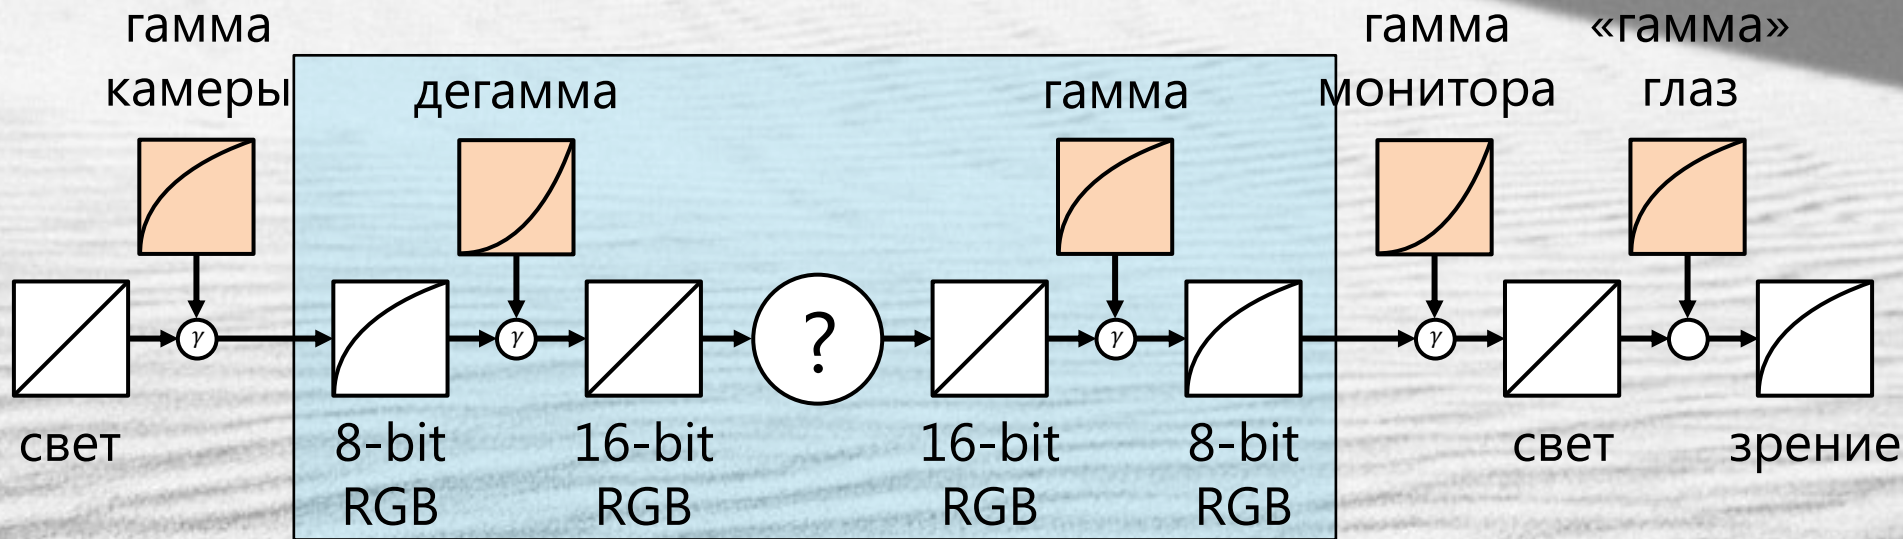 гамма
камеры
дегамма
гамма
гамма
монитора
«гамма»
глаз
γ
γ
?
γ
γ
свет
8-bit
RGB
16-bit
RGB
16-bit
RGB
8-bit
RGB
свет
зрение